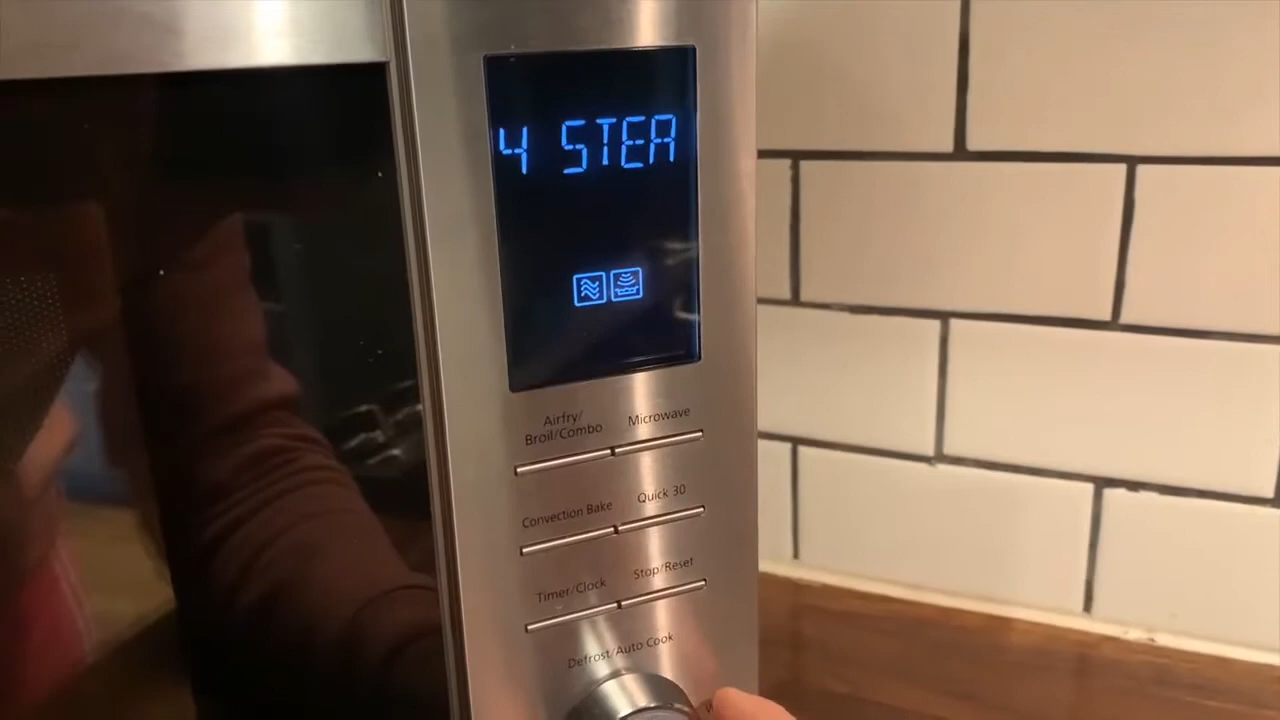 4 STEA
Airfry/
Broil/Combo
Microwave
Convection Bake
Quick 30
Timer/Clock
Stop/Reset
Defrost/Auto Cook